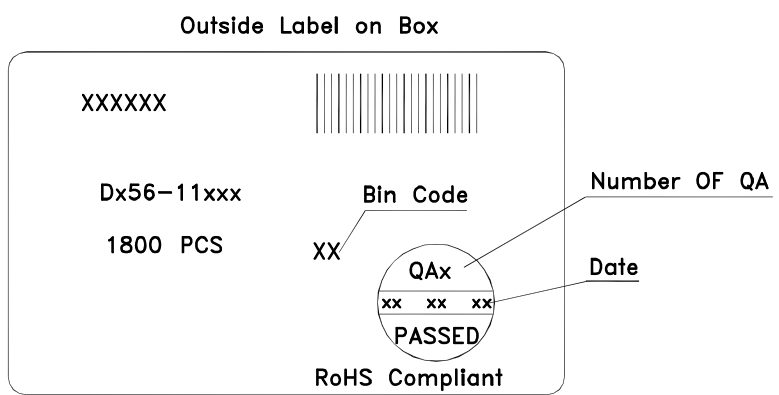 Outside Label on Box
XXXXXX
Dx56-11xxx
Bin Code
Number OF QA
1800 PCS
XX
QAx
Date
xx xx xx
PASSED
RoHS Compliant